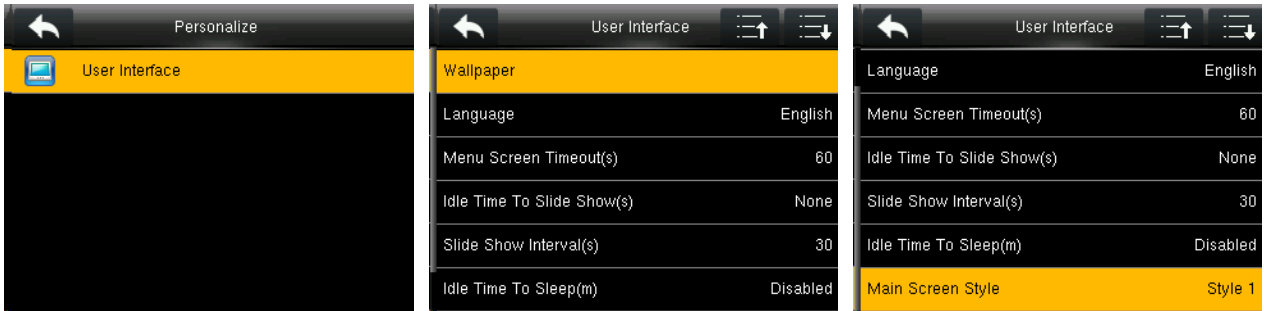 Personalize
User Interface
User Interface
Wallpaper
Language English
Menu Screen Timeout(s) 60
Idle Time To Slide Show(s) None
Slide Show Interval(s) 30
Idle Time To Sleep(m) Disabled
User Interface
Language English
Menu Screen Timeout(s) 60
Idle Time To Slide Show(s) None
Slide Show Interval(s) 30
Idle Time To Sleep(m) Disabled
Main Screen Style Style 1